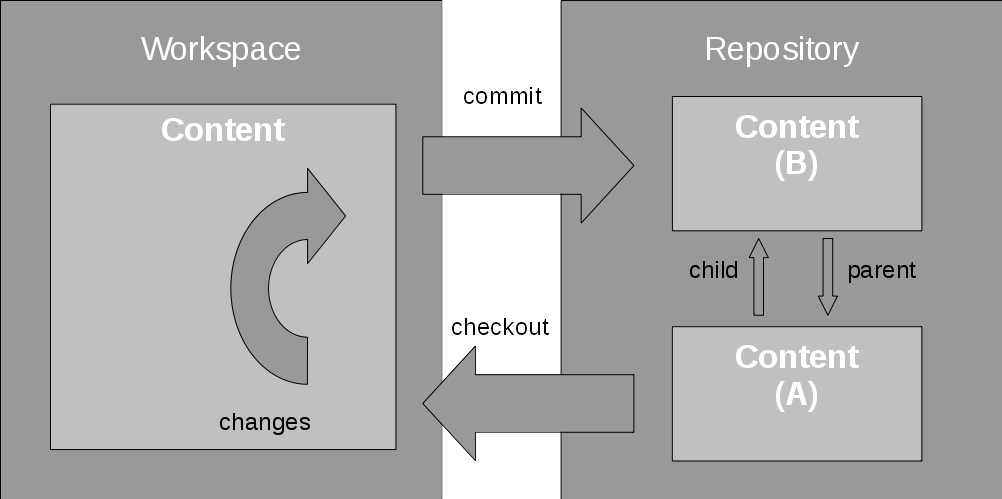 Workspace
Content
changes
commit
checkout
Repository
Content
(B)
child
parent
Content
(A)